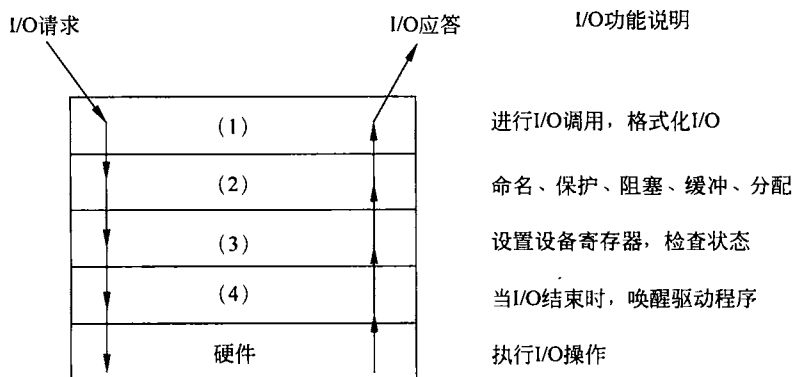 I/O请求
I/O应答
I/O功能说明
(1)
进行I/O调用，格式化I/O
(2)
命名、保护、阻塞、缓冲、分配
(3)
设置设备寄存器，检查状态
(4)
当I/O结束时，唤醒驱动程序
硬件
执行I/O操作